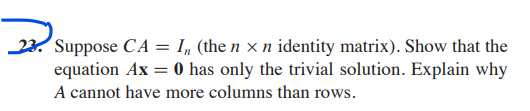 23. Suppose CA = Iₙ (the n × n identity matrix). Show that the
equation Ax = 0 has only the trivial solution. Explain why
A cannot have more columns than rows.